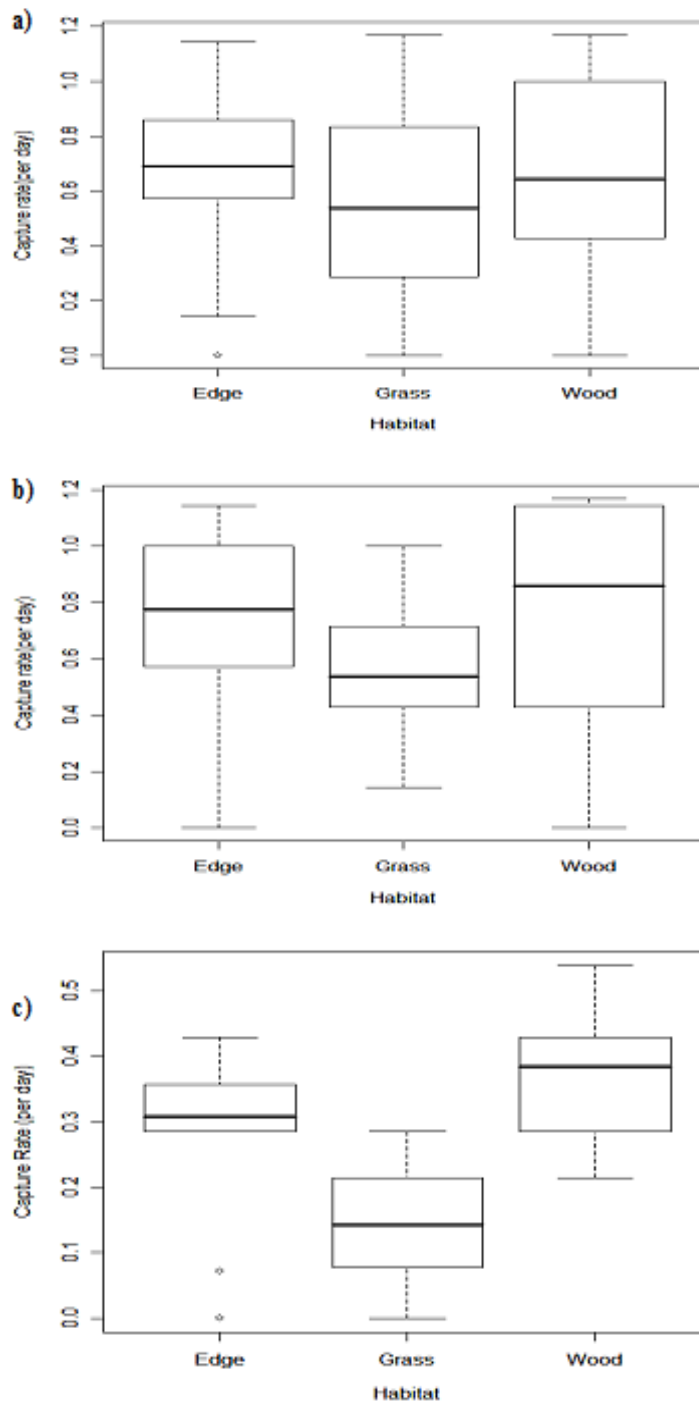 a)
Capture rate(per day)
1.2
1.0
0.8
0.6
0.4
0.2
0.0
Edge Grass Wood
Habitat
b)
Capture rate(per day)
1.2
1.0
0.8
0.6
0.4
0.2
0.0
Edge Grass Wood
Habitat
c)
Capture Rate (per day)
0.5
0.4
0.3
0.2
0.1
0.0
Edge Grass Wood
Habitat